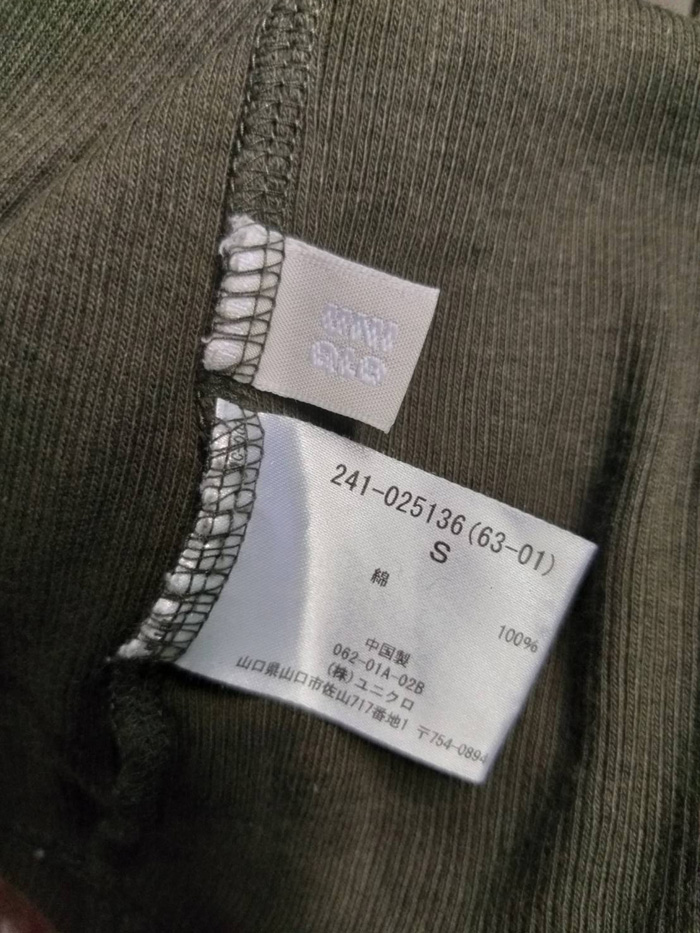 241-025136(63-01)
S
綿 100%
中国製
062-01A-02B
(株)ユニクロ
山口県山口市佐山717番地1 〒754-0894